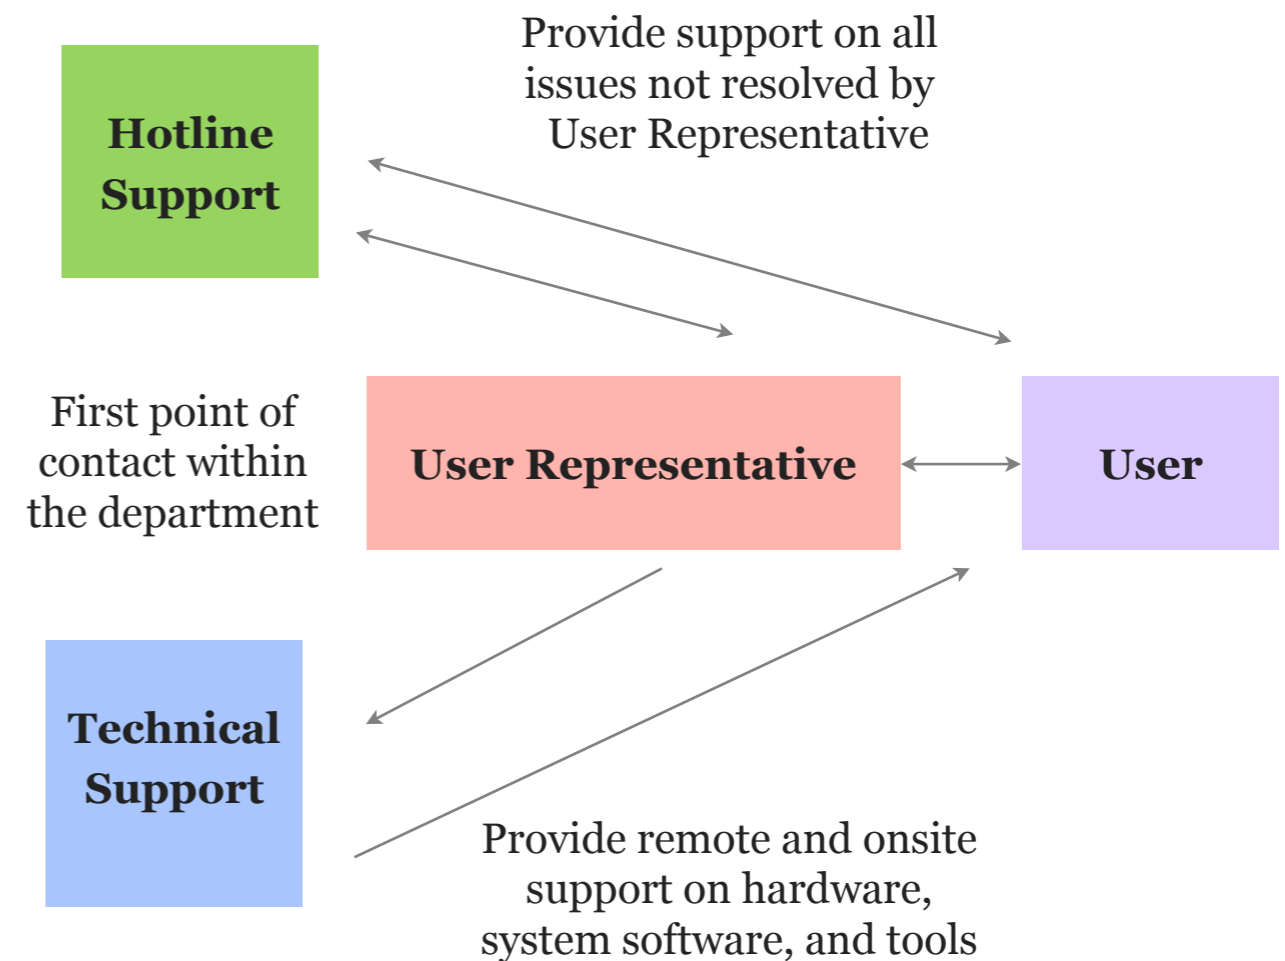 Provide support on all
issues not resolved by
User Representative
Hotline
Support
First point of
contact within
the department
User Representative
User
Technical
Support
Provide remote and onsite
support on hardware,
system software, and tools